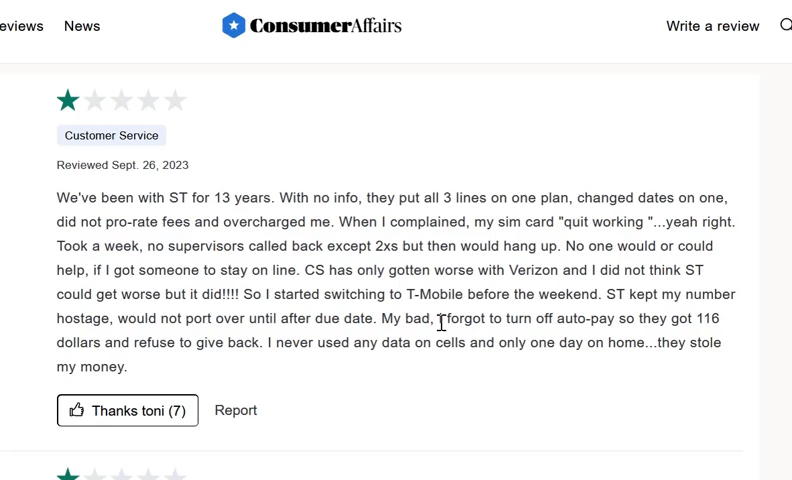 eviews News ConsumerAffairs Write a review
Customer Service
Reviewed Sept. 26, 2023
We've been with ST for 13 years. With no info, they put all 3 lines on one plan, changed dates on one,
did not pro-rate fees and overcharged me. When I complained, my sim card "quit working "...yeah right.
Took a week, no supervisors called back except 2xs but then would hang up. No one would or could
help, if I got someone to stay on line. CS has only gotten worse with Verizon and I did not think ST
could get worse but it did!!!! So I started switching to T-Mobile before the weekend. ST kept my number
hostage, would not port over until after due date. My bad, I forgot to turn off auto-pay so they got 116
dollars and refuse to give back. I never used any data on cells and only one day on home...they stole
my money.
Thanks toni (7) Report